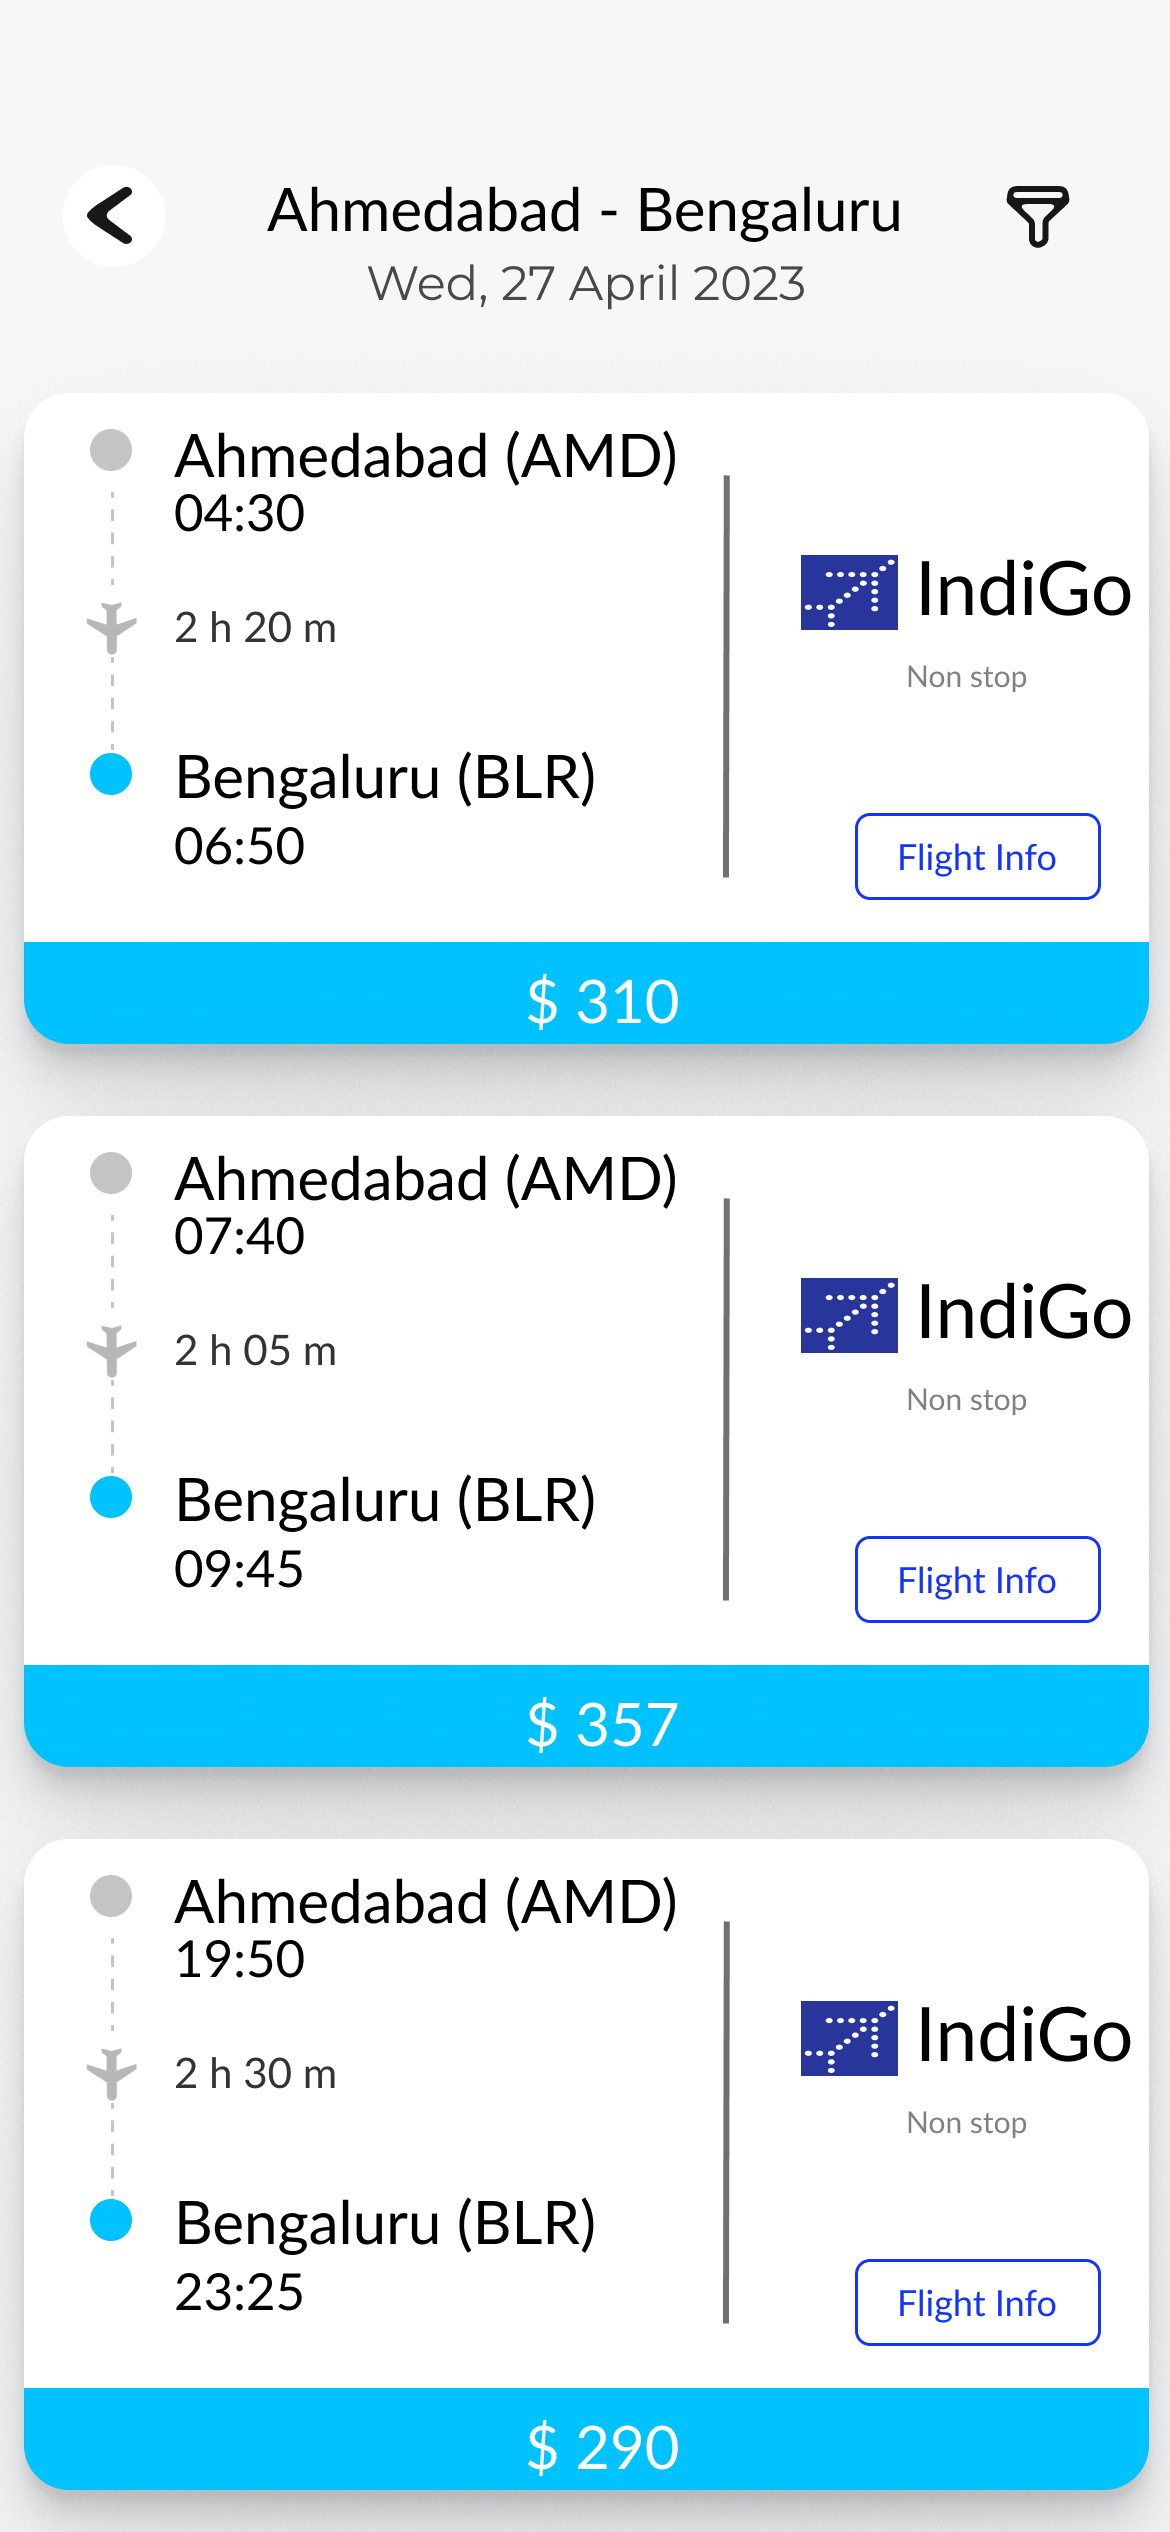 Ahmedabad - Bengaluru
Wed, 27 April 2023
Ahmedabad (AMD)
04:30
2 h 20 m
IndiGo
Non stop
Bengaluru (BLR)
06:50
Flight Info
$ 310
Ahmedabad (AMD)
07:40
2 h 05 m
IndiGo
Non stop
Bengaluru (BLR)
09:45
Flight Info
$ 357
Ahmedabad (AMD)
19:50
2 h 30 m
IndiGo
Non stop
Bengaluru (BLR)
23:25
Flight Info
$ 290